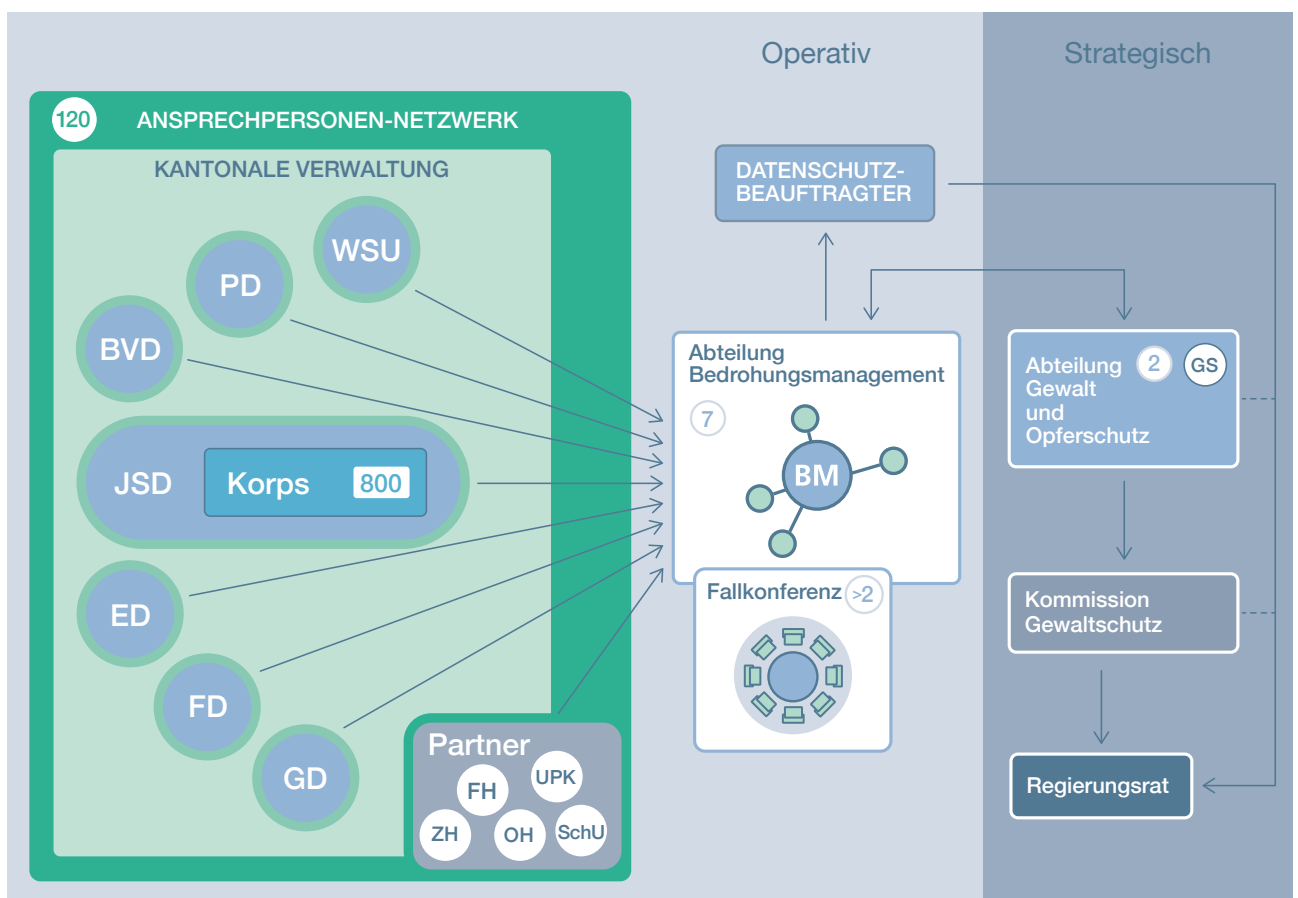 Operativ
Strategisch
120
ANSPRECHPERSONEN-NETZWERK
KANTONALE VERWALTUNG
WSU
PD
BVD
JSD
Korps
800
ED
FD
GD
Partner
FH
UPK
ZH
OH
SchU
DATENSCHUTZ-
BEAUFTRAGTER
Abteilung
Bedrohungsmanagement
7
BM
Fallkonferenz
>2
Abteilung
Gewalt
und
Opferschutz
2
GS
Kommission
Gewaltschutz
Regierungsrat